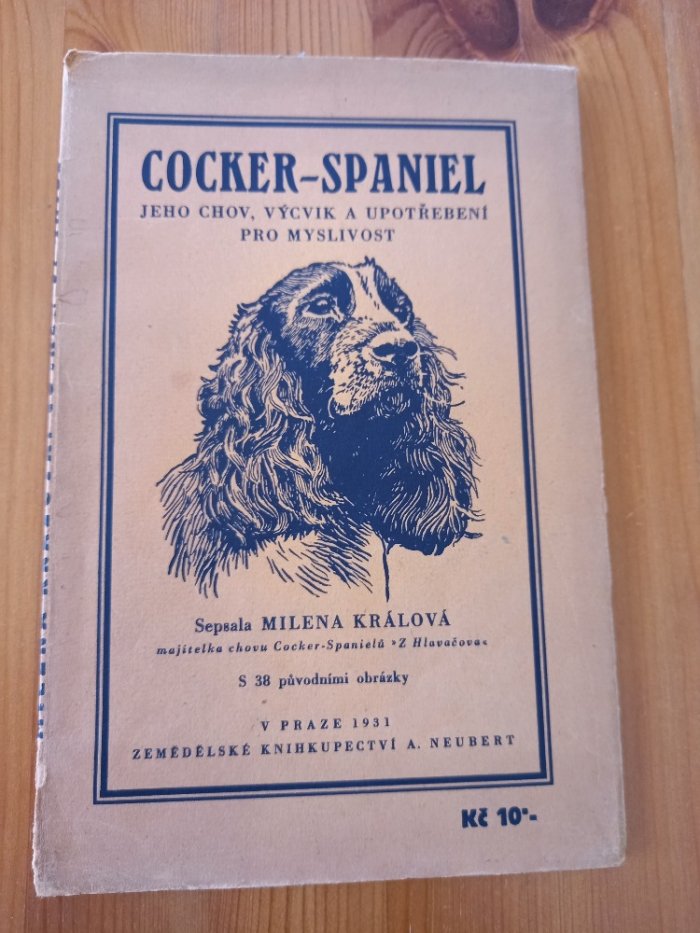 COCKER-SPANIEL
JEHO CHOV, VÝCVIK A UPOTŘEBENÍ
PRO MYSLIVOST
Sepsala MILENA KRÁLOVÁ
majitelka chovu Cocker-Spanielů »Z Hlavačova«
S 38 původními obrázky
V PRAZE 1931
ZEMĚDĚLSKÉ KNIHKUPECTVÍ A. NEUBERT
Kč 10·-